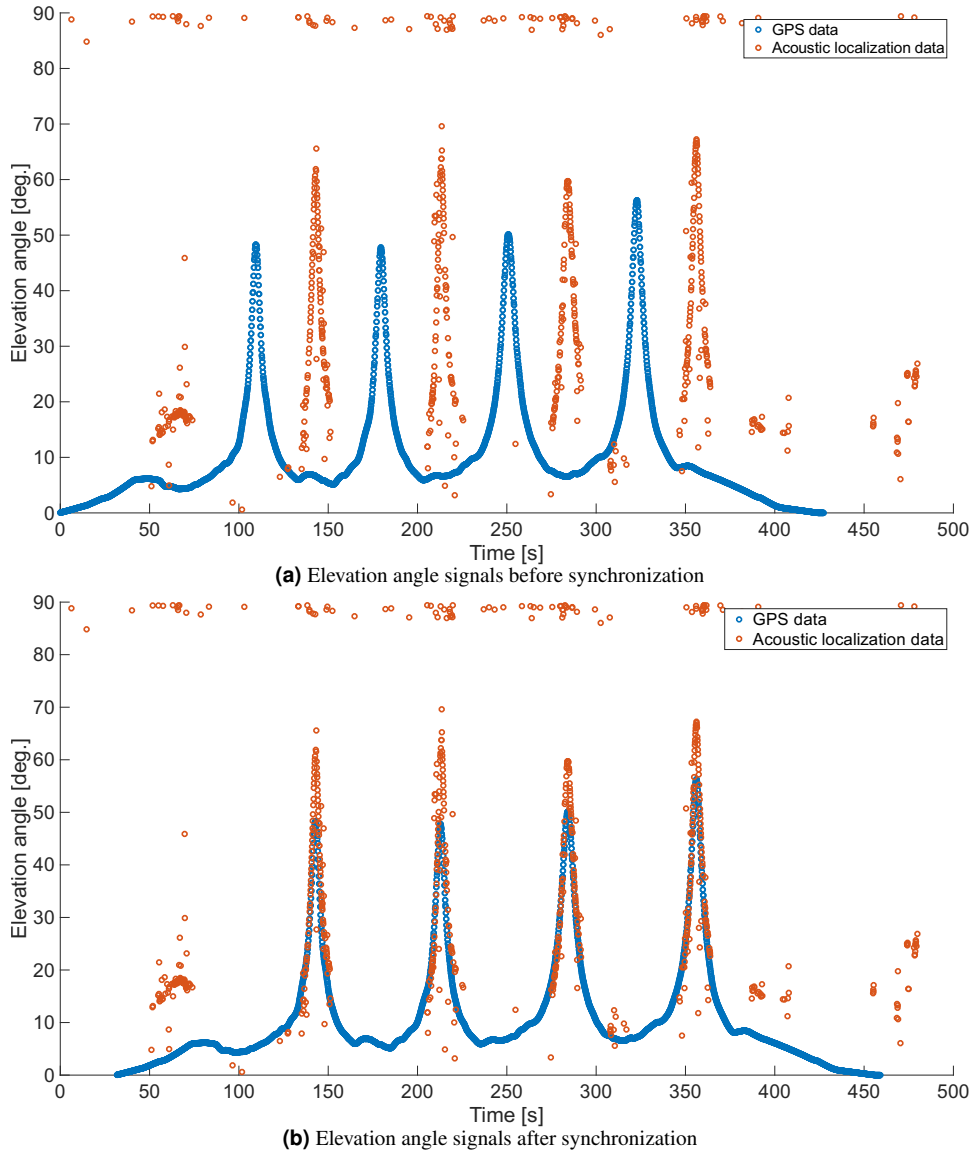 90
80
70
60
50
40
30
20
10
0
Elevation angle [deg.]
GPS data
Acoustic localization data
0 50 100 150 200 250 300 350 400 450 500
Time [s]
(a) Elevation angle signals before synchronization
90
80
70
60
50
40
30
20
10
0
Elevation angle [deg.]
GPS data
Acoustic localization data
0 50 100 150 200 250 300 350 400 450 500
Time [s]
(b) Elevation angle signals after synchronization